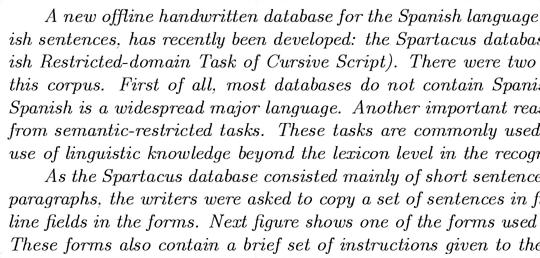 A new offline handwritten database for the Spanish language
ish sentences, has recently been developed: the Spartacus databas
ish Restricted-domain Task of Cursive Script). There were two
this corpus. First of all, most databases do not contain Spani
Spanish is a widespread major language. Another important rea
from semantic-restricted tasks. These tasks are commonly used
use of linguistic knowledge beyond the lexicon level in the recogn
As the Spartacus database consisted mainly of short sentence
paragraphs, the writers were asked to copy a set of sentences in f
line fields in the forms. Next figure shows one of the forms used
These forms also contain a brief set of instructions given to the